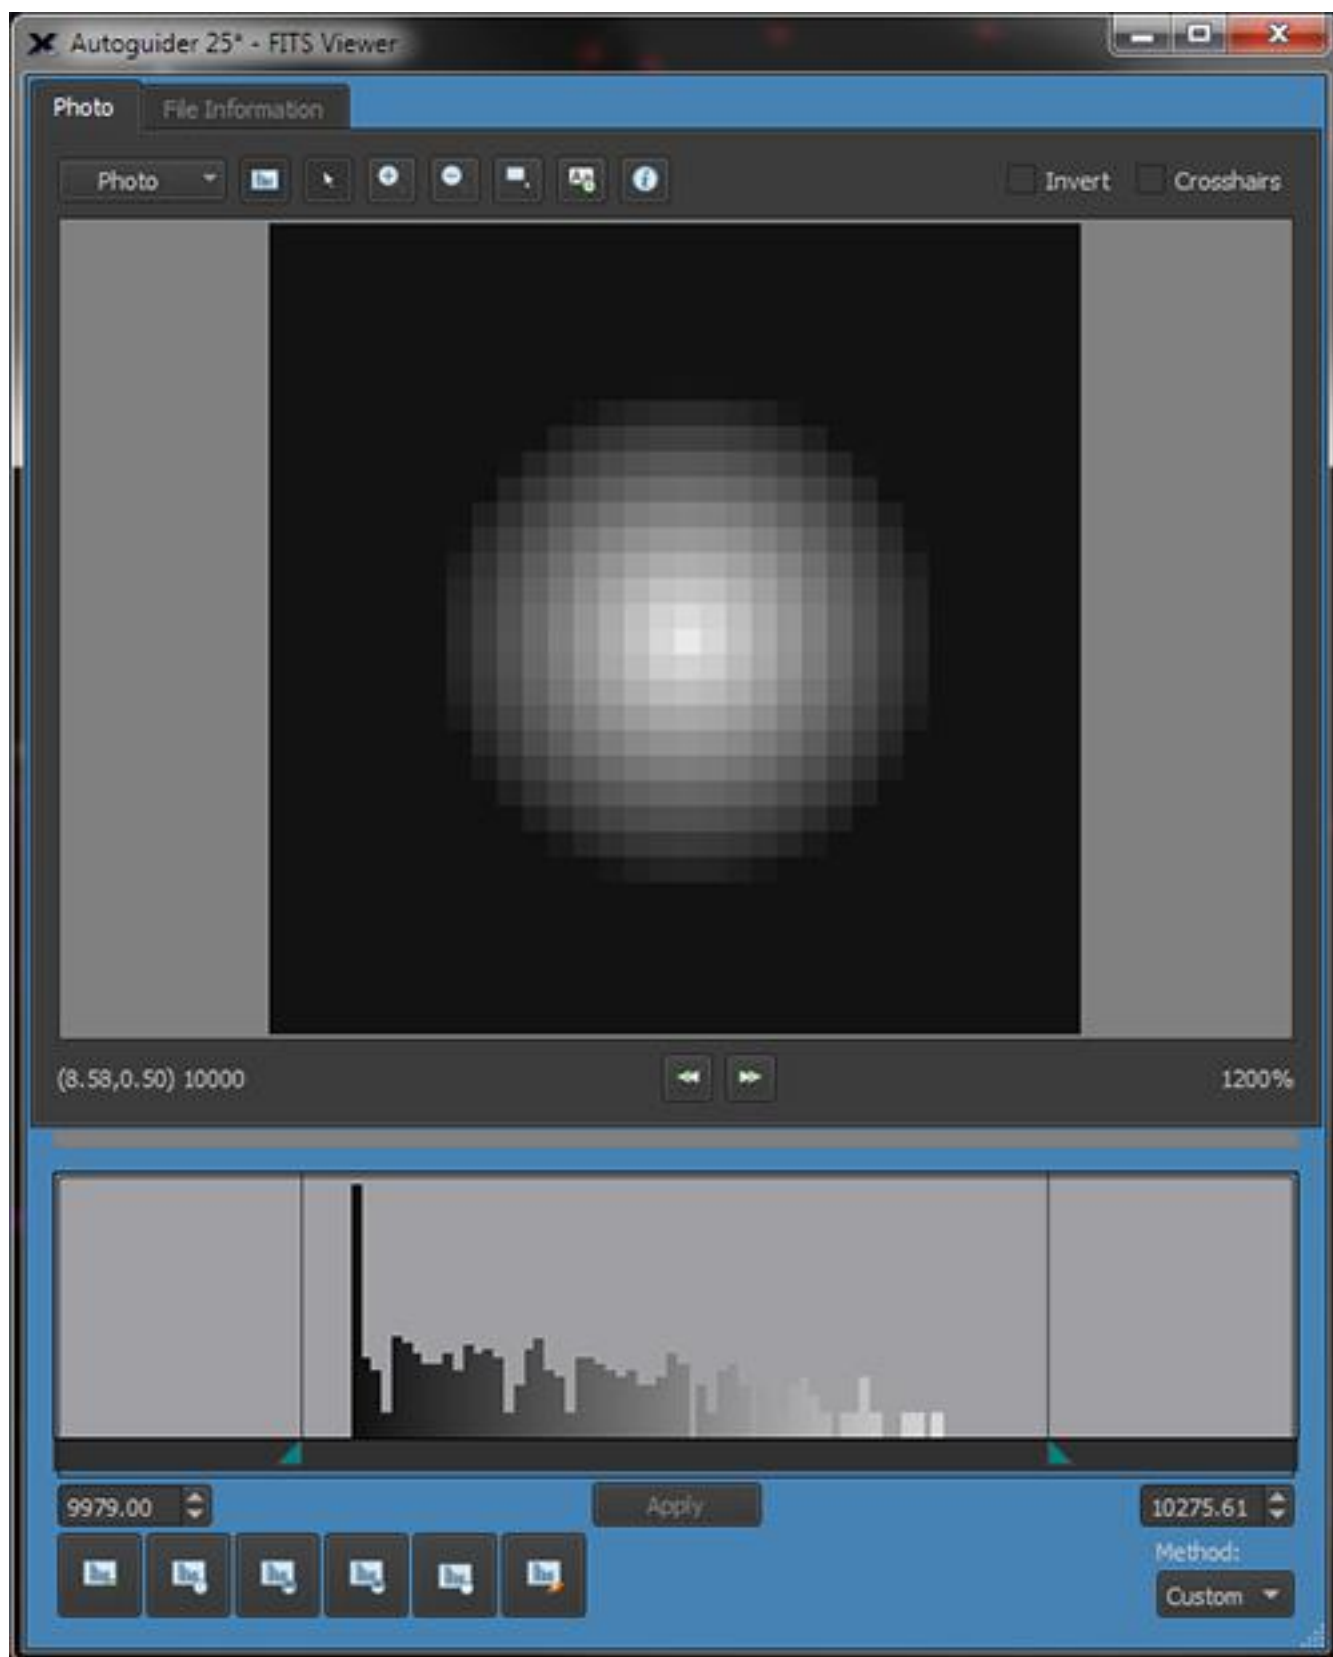 Autoguider 25" - FITS Viewer
Photo File Information
Photo Invert Crosshairs
(8.58,0.50) 10000 1200%
9979.00 Apply 10275.61
Method:
Custom